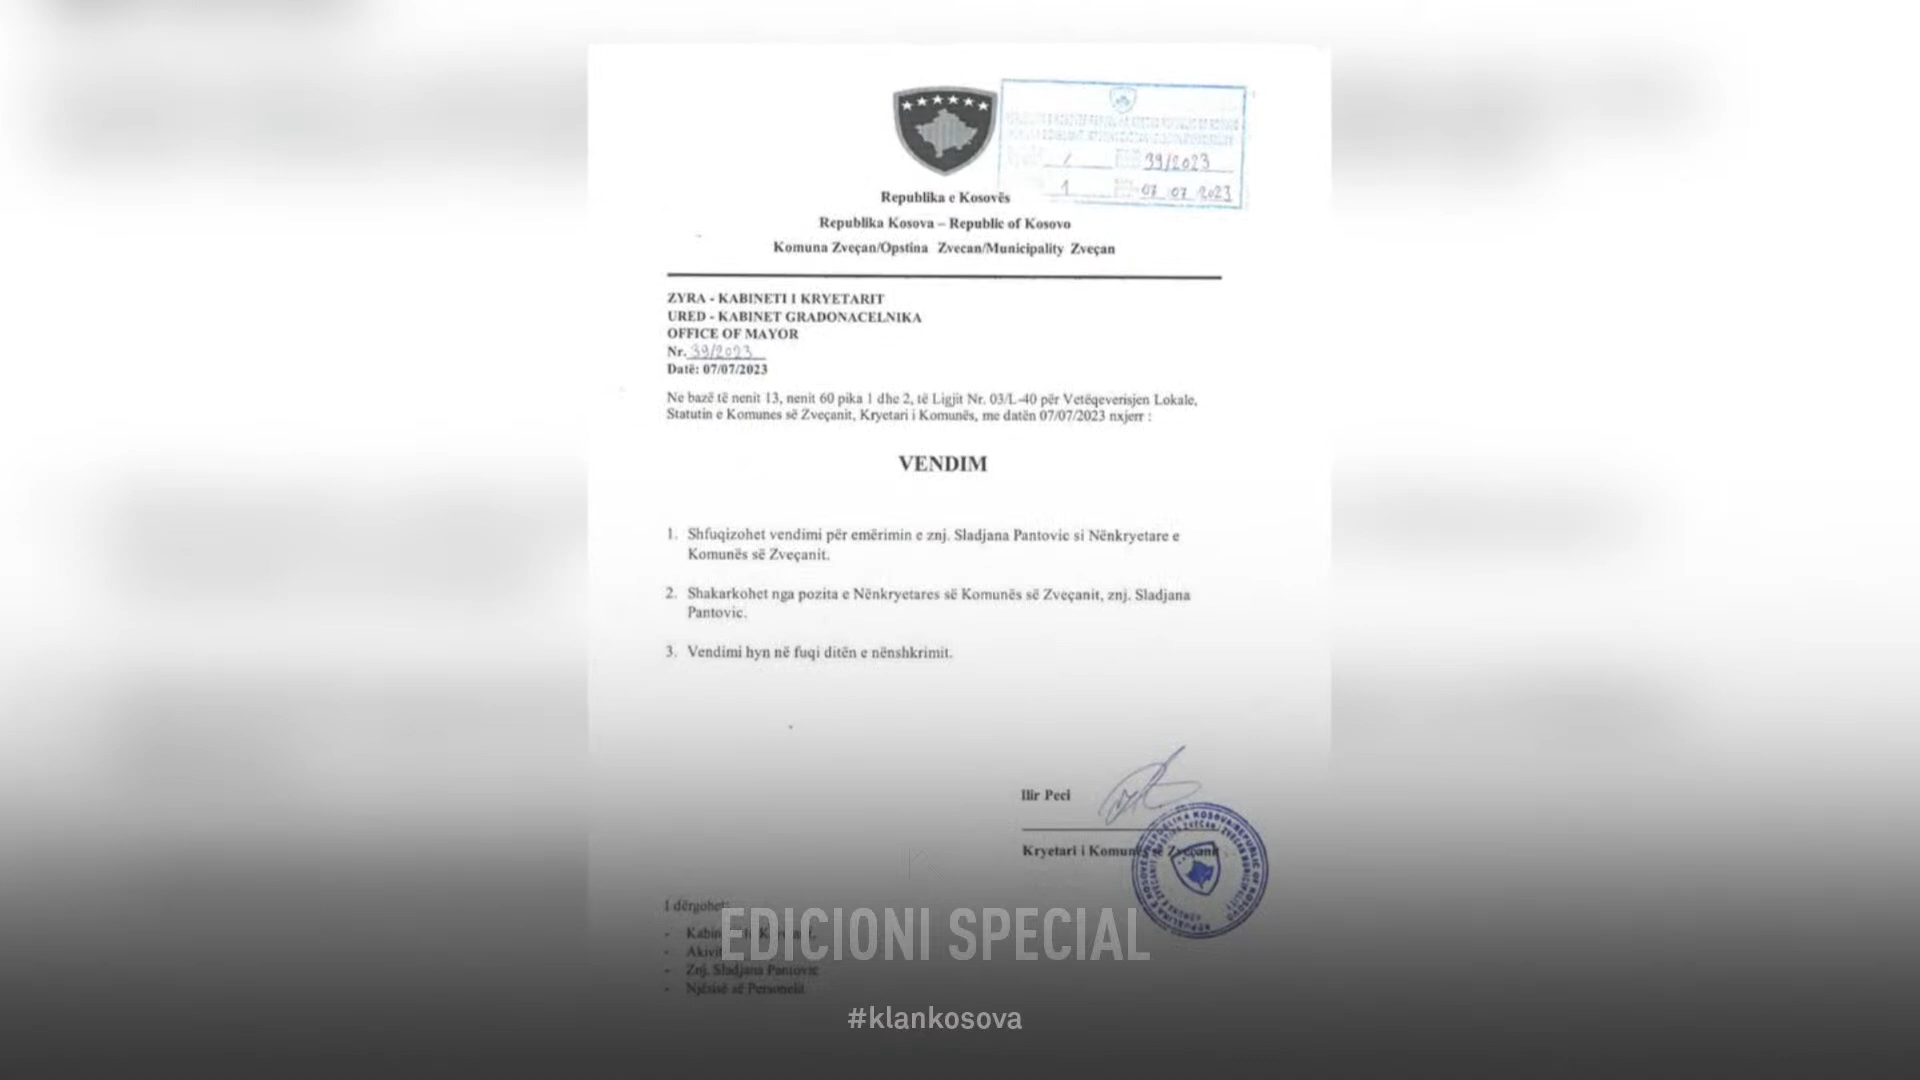 39/2023
1
07 07 2023
Republika e Kosovës
Republika Kosova – Republic of Kosovo
Komuna Zveçan/Opstina Zvecan/Municipality Zveçan
ZYRA - KABINETI I KRYETARIT
URED - KABINET GRADONACELNIKA
OFFICE OF MAYOR
Nr. 39/2023
Datë: 07/07/2023
Ne bazë të nenit 13, nenit 60 pika 1 dhe 2, të Ligjit Nr. 03/L-40 për Vetëqeverisjen Lokale,
Statutin e Komunes së Zveçanit, Kryetari i Komunës, me datën 07/07/2023 nxjerr :
VENDIM
1. Shfuqizohet vendimi për emërimin e znj. Sladjana Pantovic si Nënkryetare e
Komunës së Zveçanit.
2. Shakarkohet nga pozita e Nënkryetares së Komunës së Zveçanit, znj. Sladjana
Pantovic.
3. Vendimi hyn në fuqi ditën e nënshkrimit.
Ilir Peci
Kryetari i Komunës së Zveçanit
I dërgohet:
- Znj. Sladjana Pantovic
- Njësisë së Personelit
EDICIONI SPECIAL
#klankosova